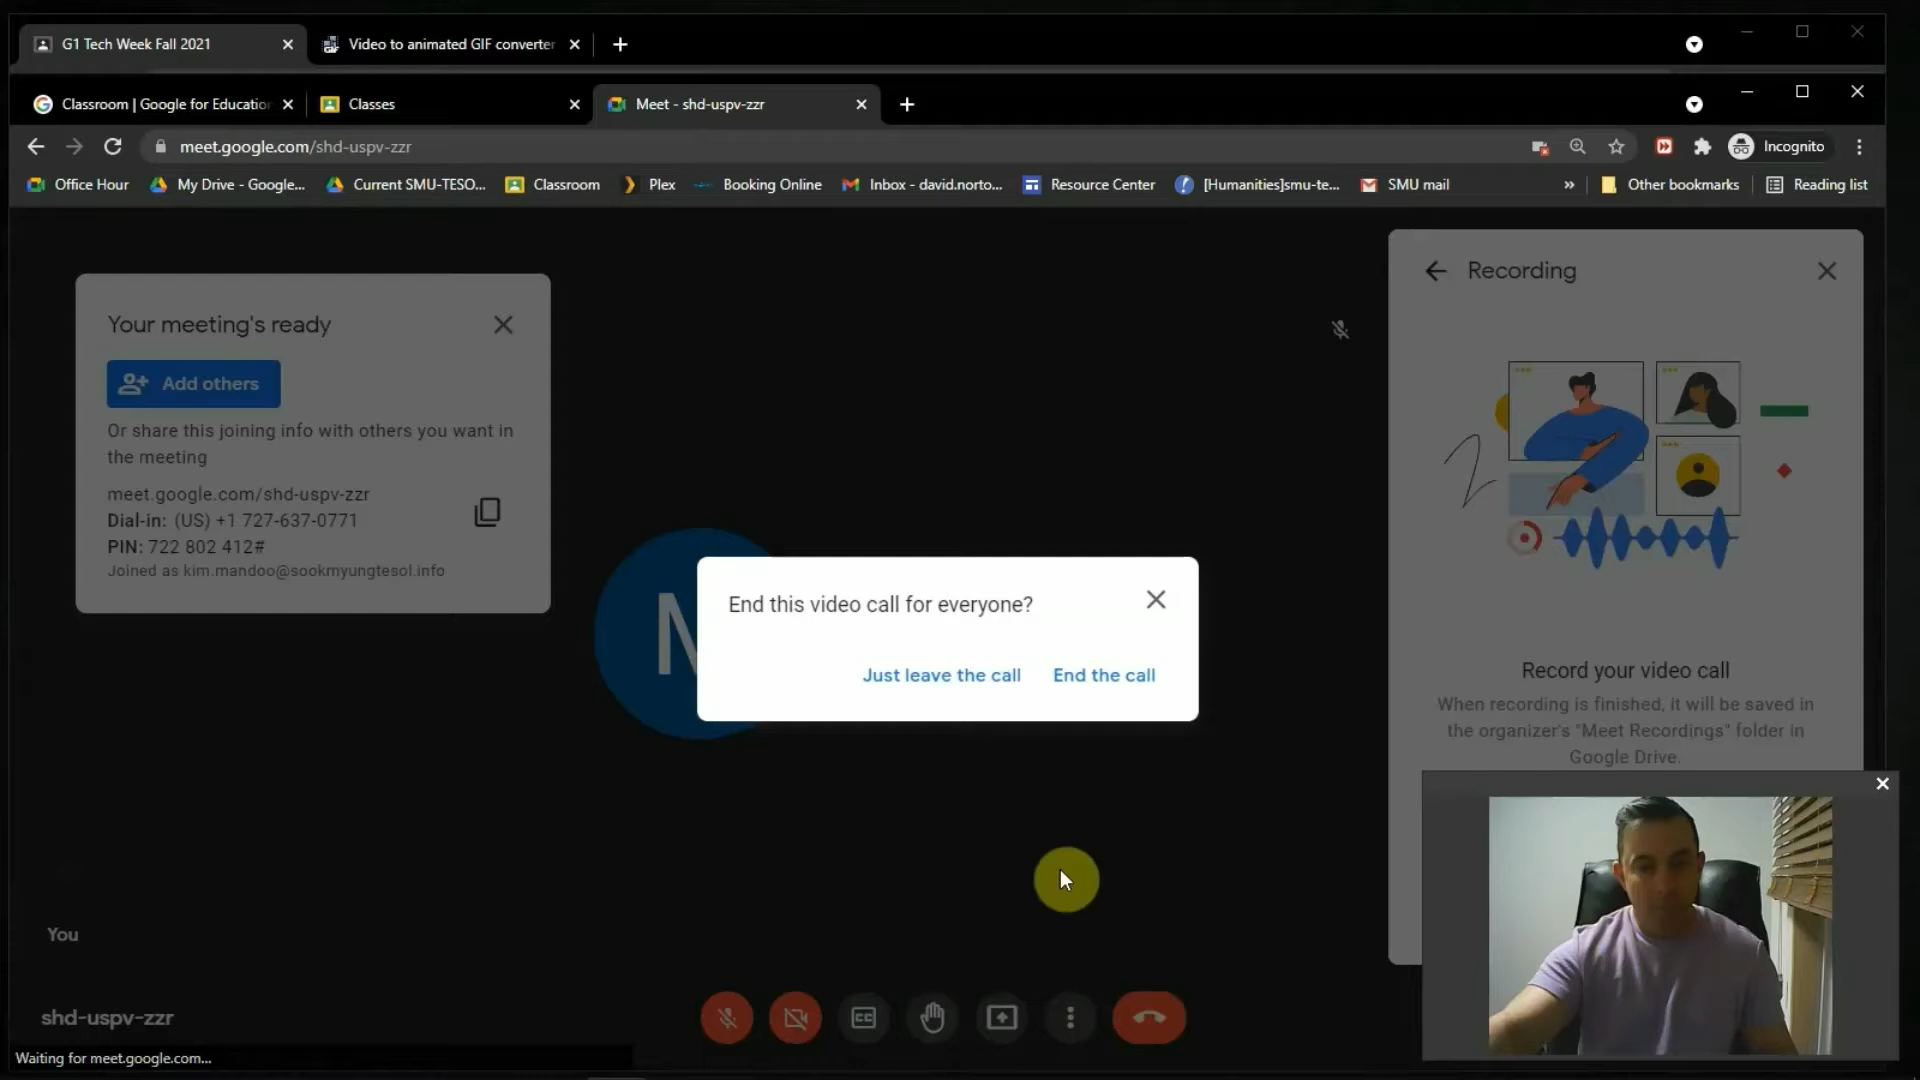 G1 Tech Week Fall 2021
Video to animated GIF converter
Classroom | Google for Educatio
Classes
Meet - shd-uspv-zzr
meet.google.com/shd-uspv-zzr
Incognito
Office Hour
My Drive - Google...
Current SMU-TESO...
Classroom
Plex
Booking Online
Inbox - david.norto...
Resource Center
[Humanities]smu-te...
SMU mail
»
Other bookmarks
Reading list
Your meeting's ready
Add others
Or share this joining info with others you want in
the meeting
meet.google.com/shd-uspv-zzr
Dial-in: (US) +1 727-637-0771
PIN: 722 802 412#
Joined as kim.mandoo@sookmyungtesol.info
End this video call for everyone?
Just leave the call
End the call
Recording
Record your video call
When recording is finished, it will be saved in
the organizer's "Meet Recordings" folder in
Google Drive.
You
shd-uspv-zzr
Waiting for meet.google.com...